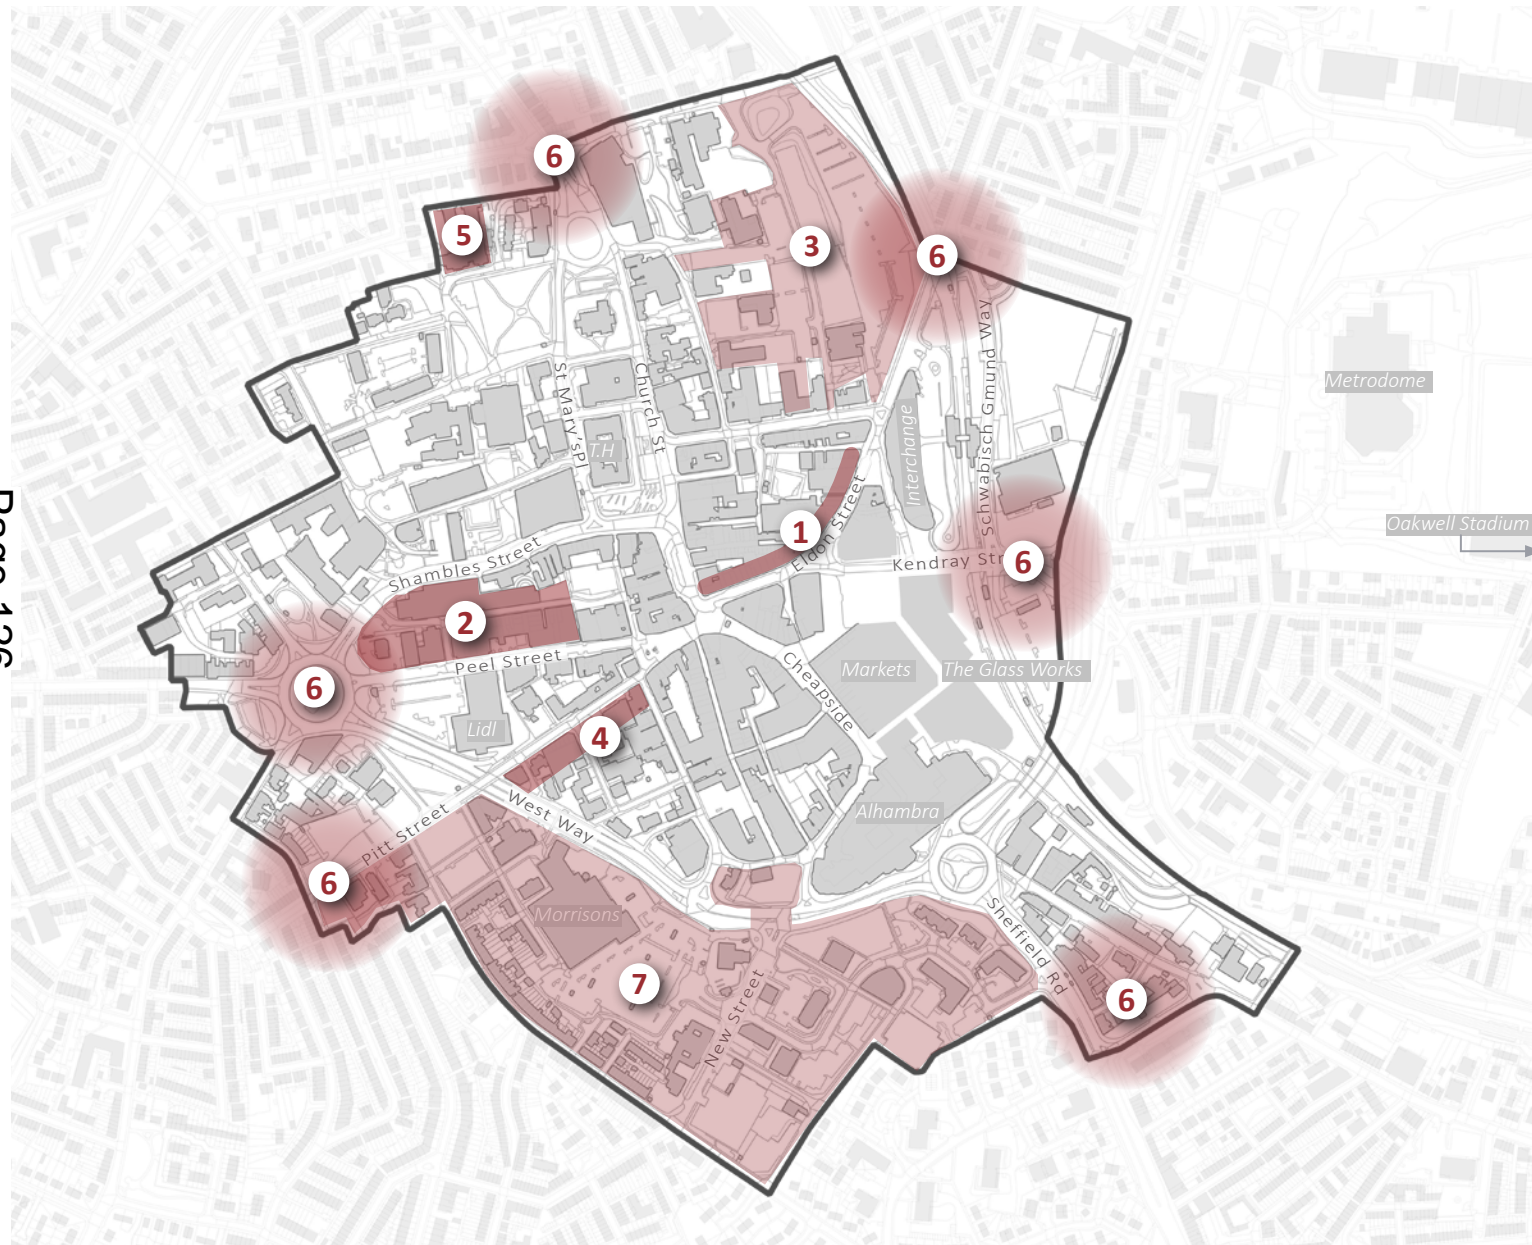 6
5
3
6
Schwabisch Gmund Way
Metrodome
St Mary's Pl
Church St
T.H
Interchange
1
Eldon Street
Oakwell Stadium
Shambles Street
Kendray Str
6
2
Peel Street
Cheapside
Markets
The Glass Works
6
Lidl
4
West Way
Alhambra
Pitt Street
6
Morrisons
Sheffield Rd
7
New Street
6
Page 126